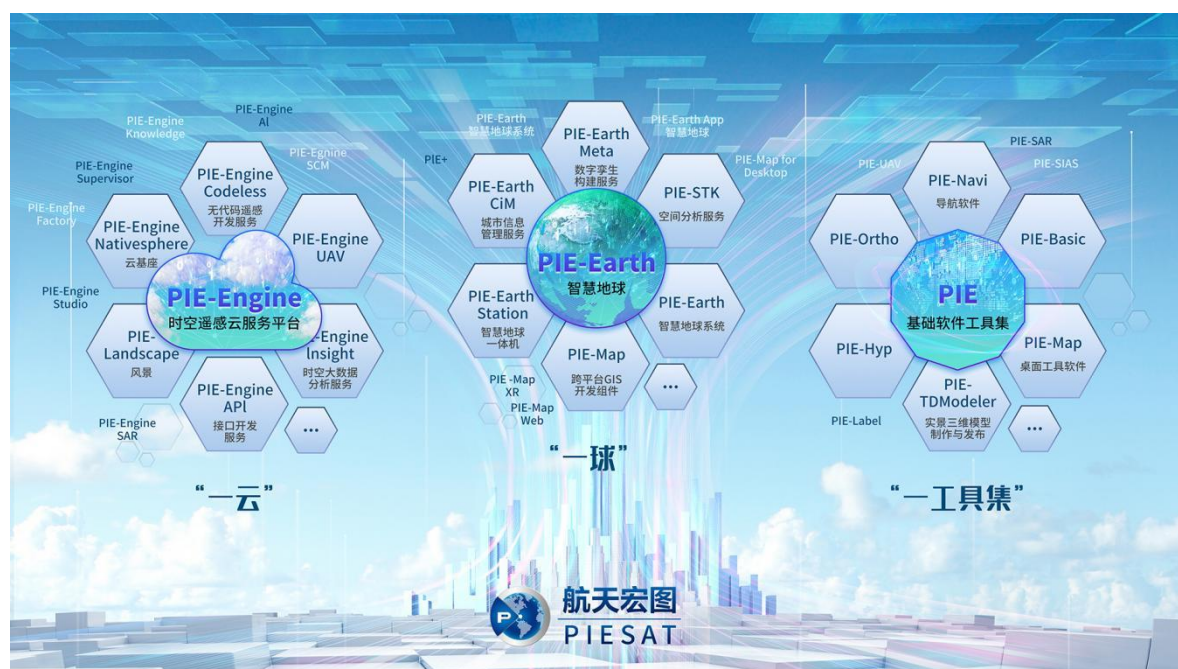 PIE-Engine
AI
PIE-Engine
Knowledge
PIE-Egnine
SCM
PIE-Engine
Supervisor
PIE-Engine
Factory
PIE-Engine
Codeless
无代码遥感
开发服务
PIE-Engine
Nativesphere
云基座
PIE-Engine
UAV
PIE-Engine
时空遥感云服务平台
PIE-Engine
Studio
PIE-
Landscape
风景
-Engine
Insight
时空大数据
分析服务
PIE-Engine
API
接口开发
服务
...
PIE-Engine
SAR
“一云”
PIE-Earth
智慧地球系统
PIE-Earth App
智慧地球
PIE+
PIE-Map for
Desktop
PIE-Earth
Meta
数字孪生
构建服务
PIE-Earth
CiM
城市信息
管理服务
PIE-STK
空间分析服务
PIE-Earth
智慧地球
PIE-Earth
Station
智慧地球
一体机
PIE-Earth
智慧地球系统
PIE-Map
跨平台GIS
开发组件
...
PIE -Map
XR
PIE-Map
Web
“一球”
PIE-SAR
PIE-UAV
PIE-SIAS
PIE-Navi
导航软件
PIE-Ortho
PIE-Basic
PIE
基础软件工具集
PIE-Hyp
PIE-Map
桌面工具软件
PIE-
TDModeler
实景三维模型
制作与发布
...
PIE-Label
“一工具集”
航天宏图
PIESAT